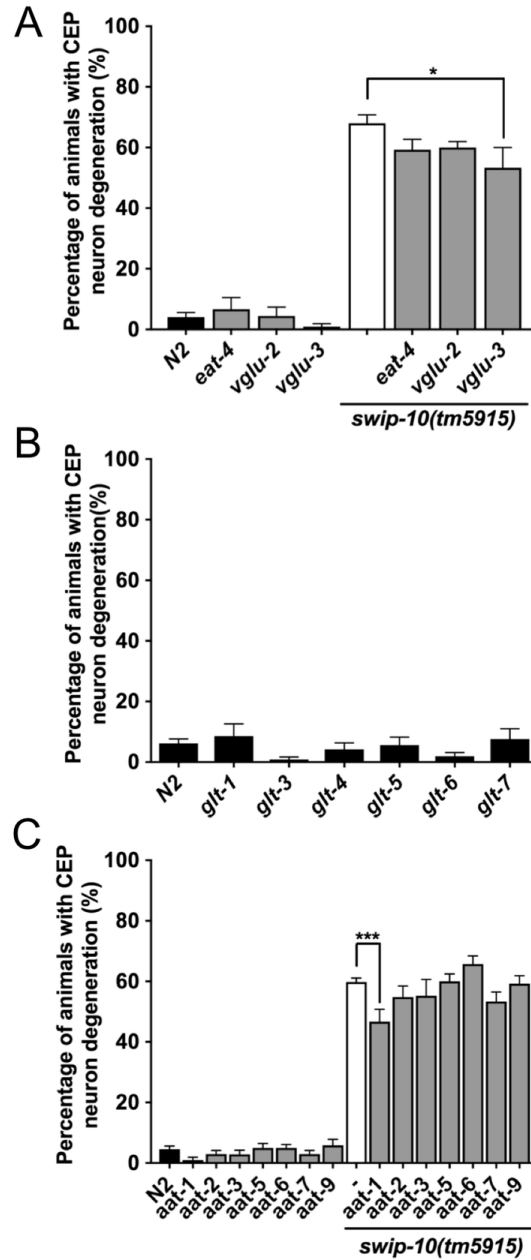 A
Percentage of animals with CEP
neuron degeneration (%)
100
80
60
40
20
0
*
N2
eat-4
vglu-2
vglu-3
eat-4
vglu-2
vglu-3
swip-10(tm5915)
B
Percentage of animals with CEP
neuron degeneration(%)
100
80
60
40
20
0
N2
glt-1
glt-3
glt-4
glt-5
glt-6
glt-7
C
Percentage of animals with CEP
neuron degeneration (%)
100
80
60
40
20
0
***
N2
aat-1
aat-2
aat-3
aat-5
aat-6
aat-7
aat-9
-
aat-1
aat-2
aat-3
aat-5
aat-6
aat-7
aat-9
swip-10(tm5915)